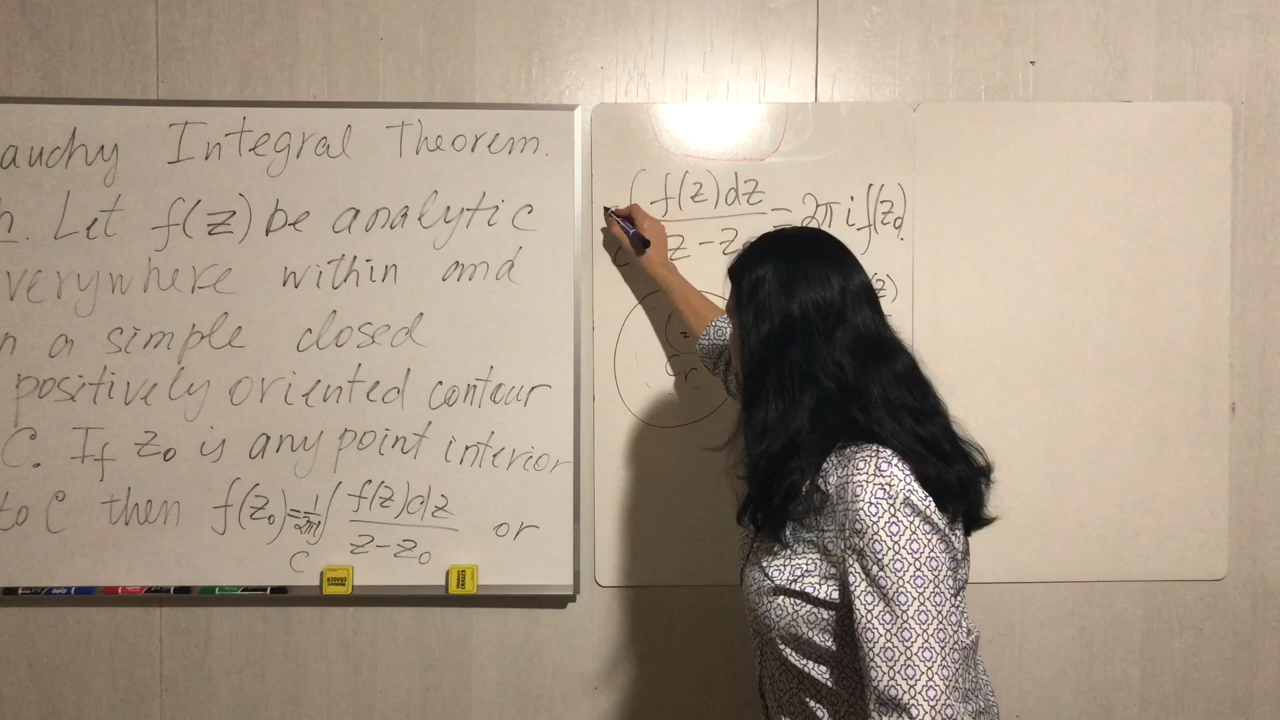 auchy Integral Theorem.
h. Let f(z) be analytic
verywhere within and
n a simple closed
positively oriented contour
C. If z₀ is any point interior
to C then f(z₀)=1/2πi ∫ f(z)dz / z-z₀ or
C
∫ f(z)dz / z-z₀ = 2πi f(z₀).
C
z)
Cr